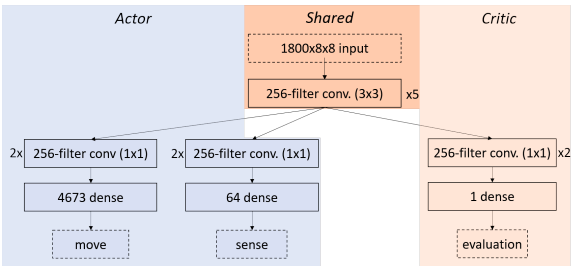 Actor
Shared
Critic
1800x8x8 input
256-filter conv. (3x3) x5
2x 256-filter conv (1x1)
2x 256-filter conv. (1x1)
256-filter conv. (1x1) x2
4673 dense
64 dense
1 dense
move
sense
evaluation